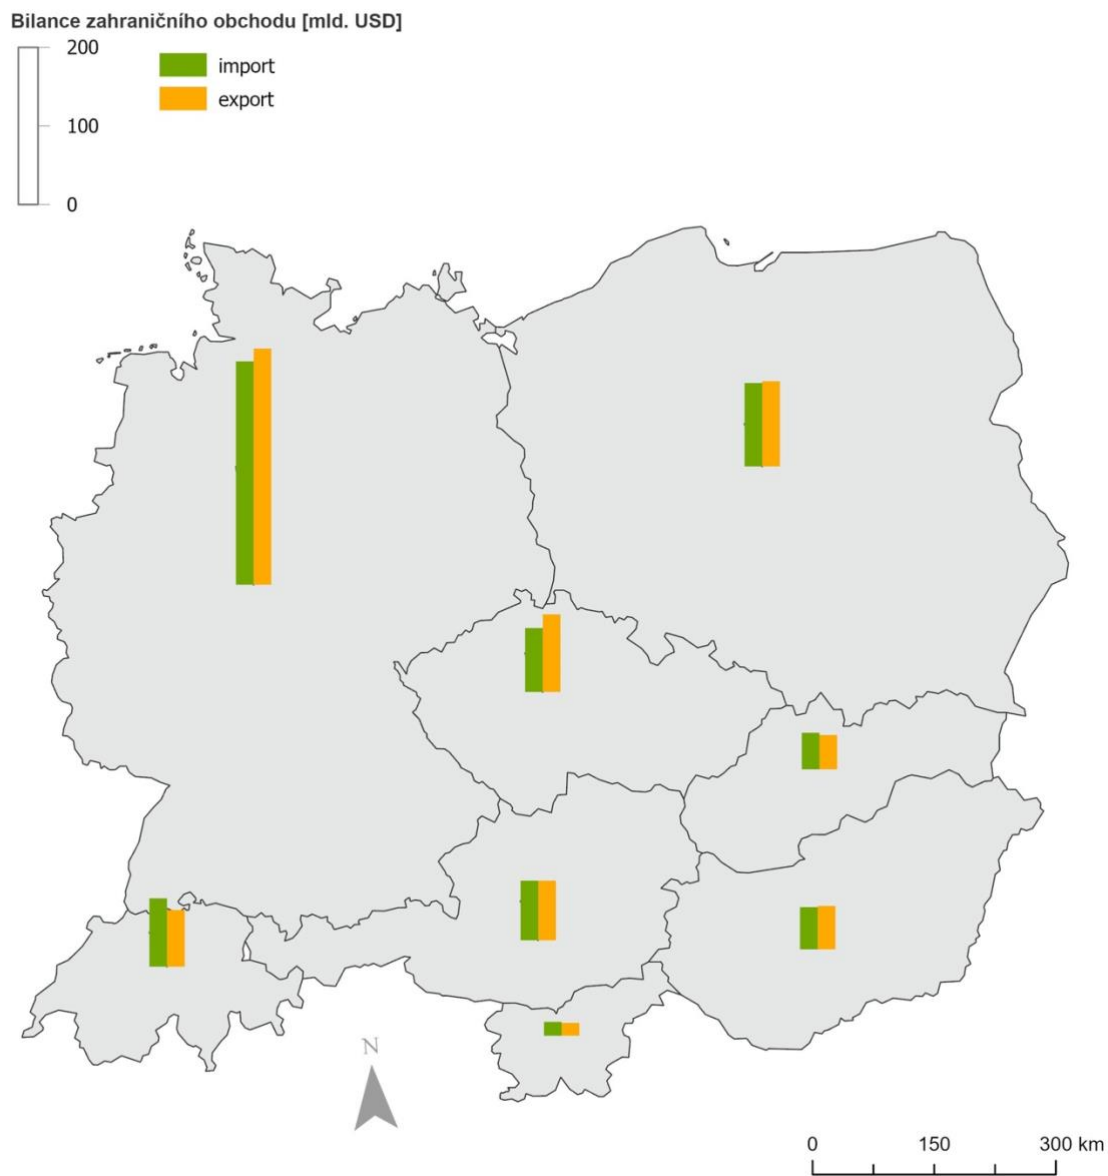 Bilance zahraničního obchodu [mld. USD]
200
import
100
export
0
N
0 150 300 km